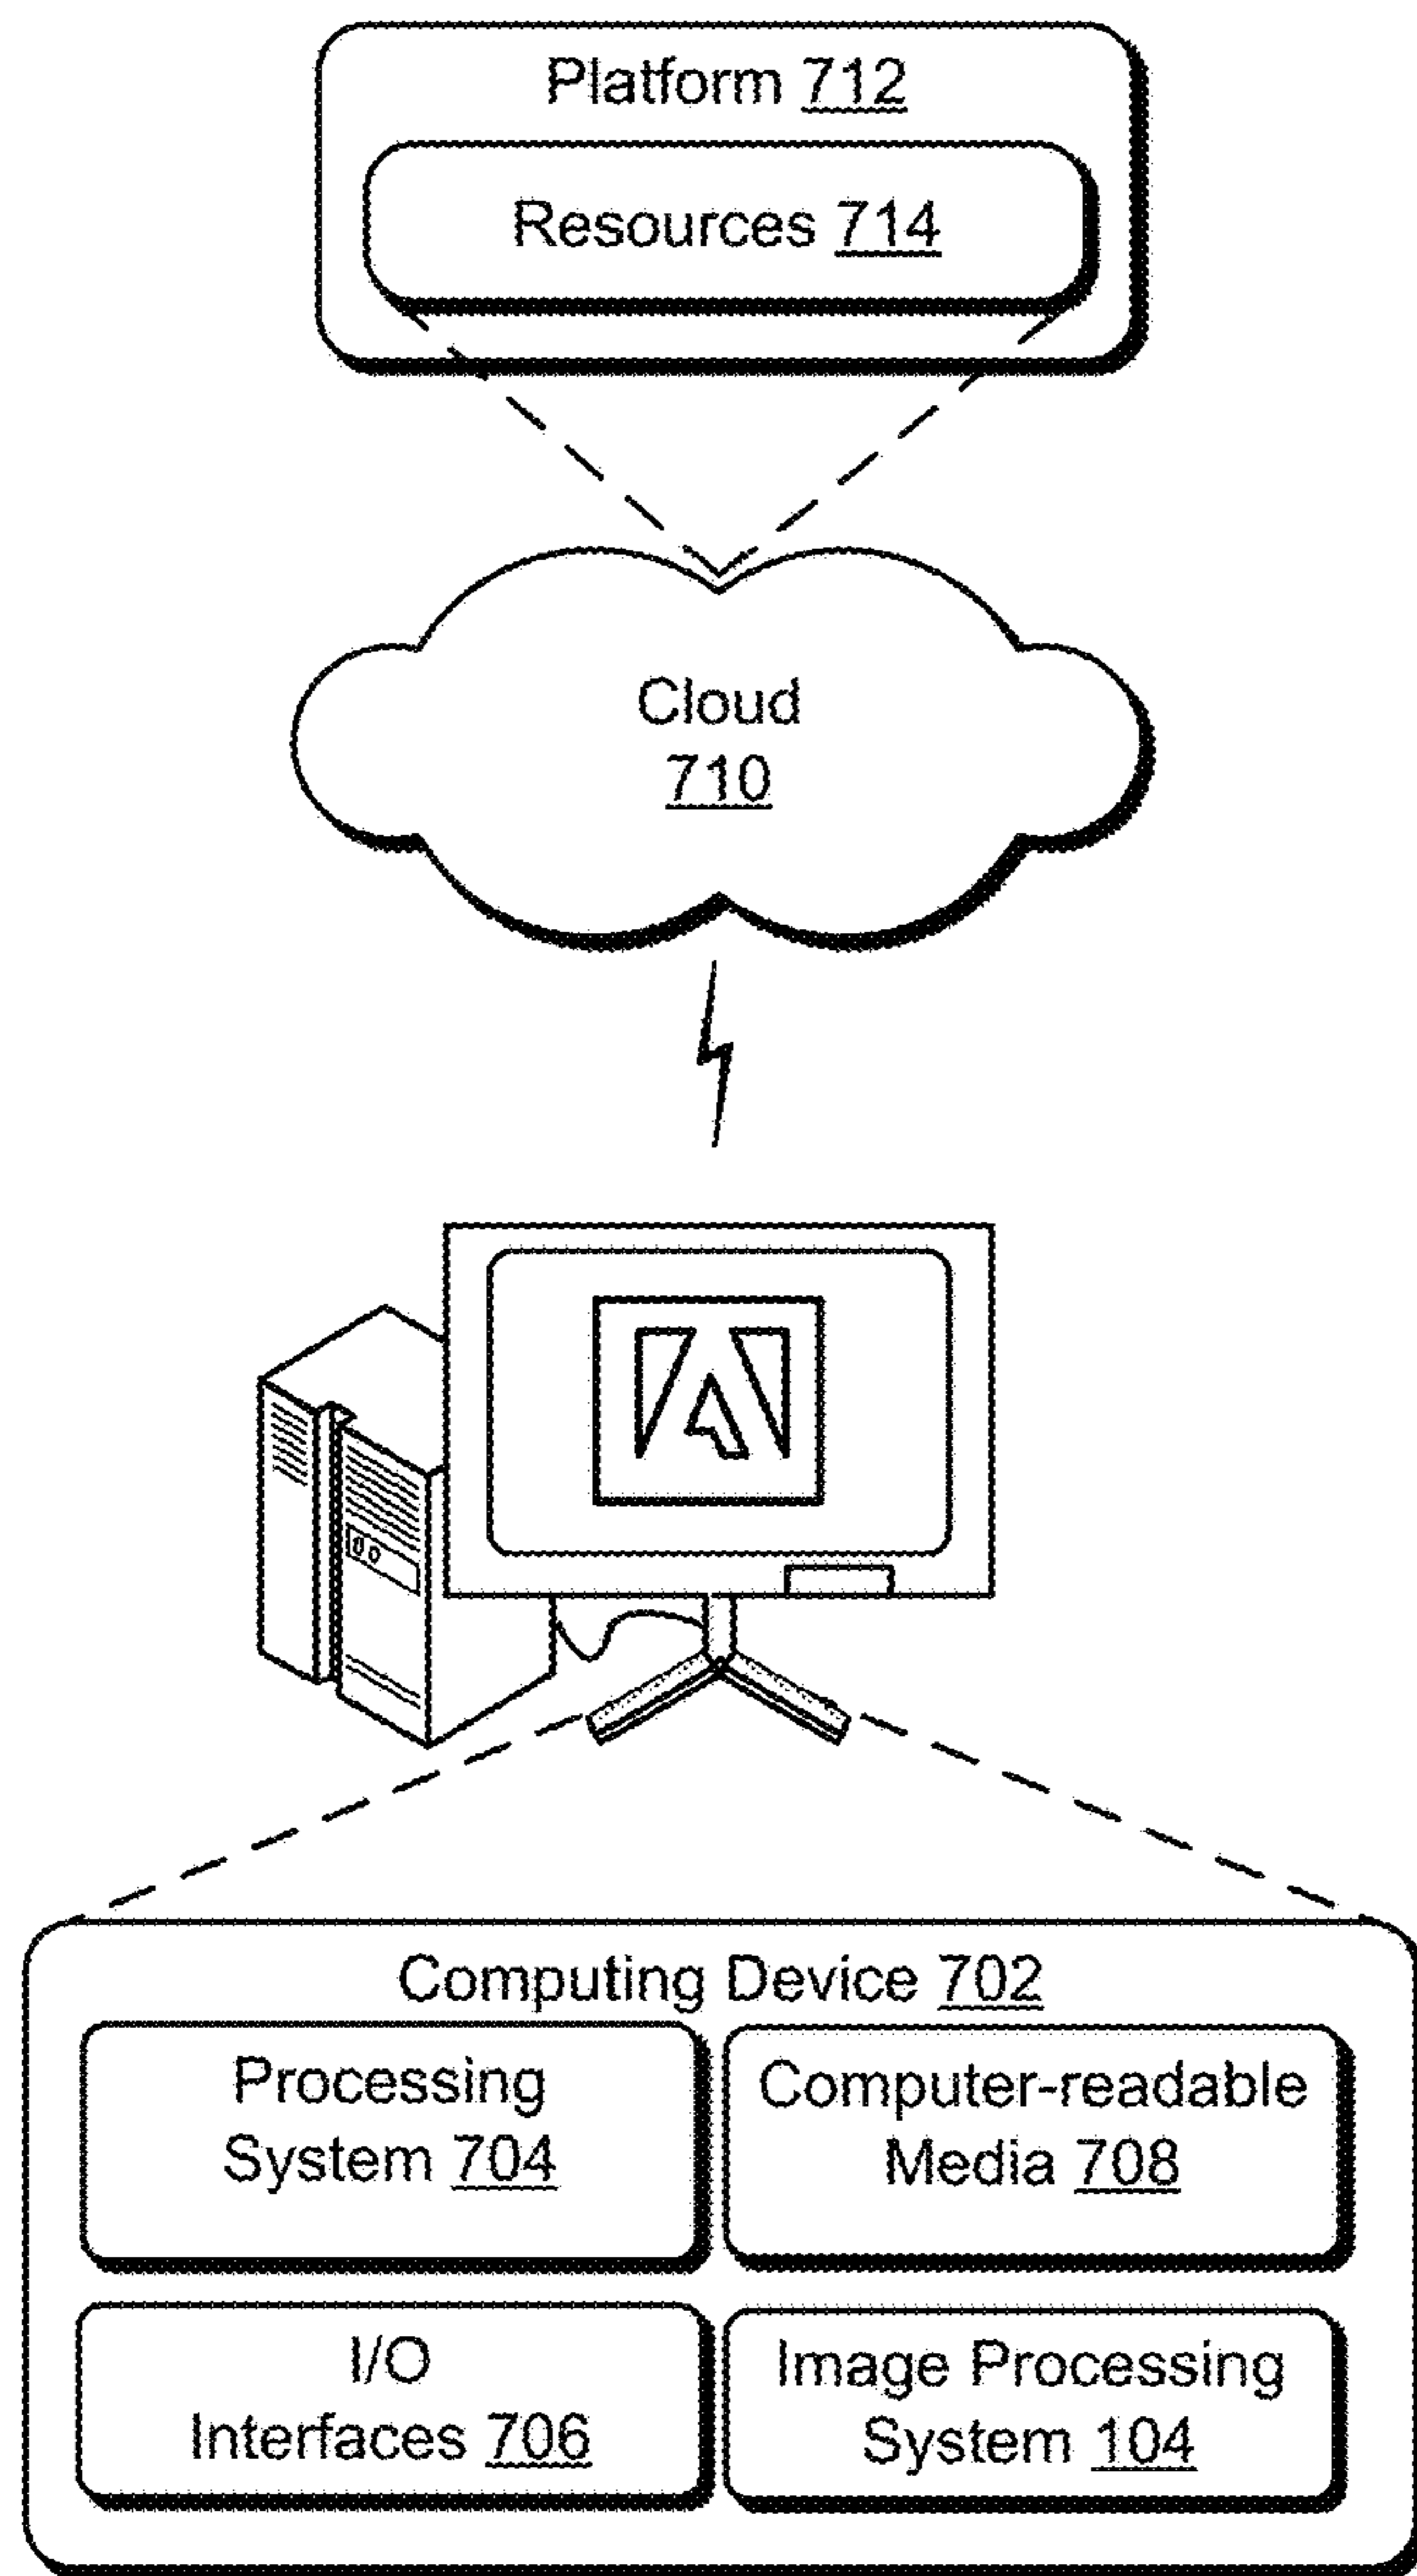 Platform 712
Resources 714
Cloud
710
Computing Device 702
Processing
System 704
Computer-readable
Media 708
I/O
Interfaces 706
Image Processing
System 104